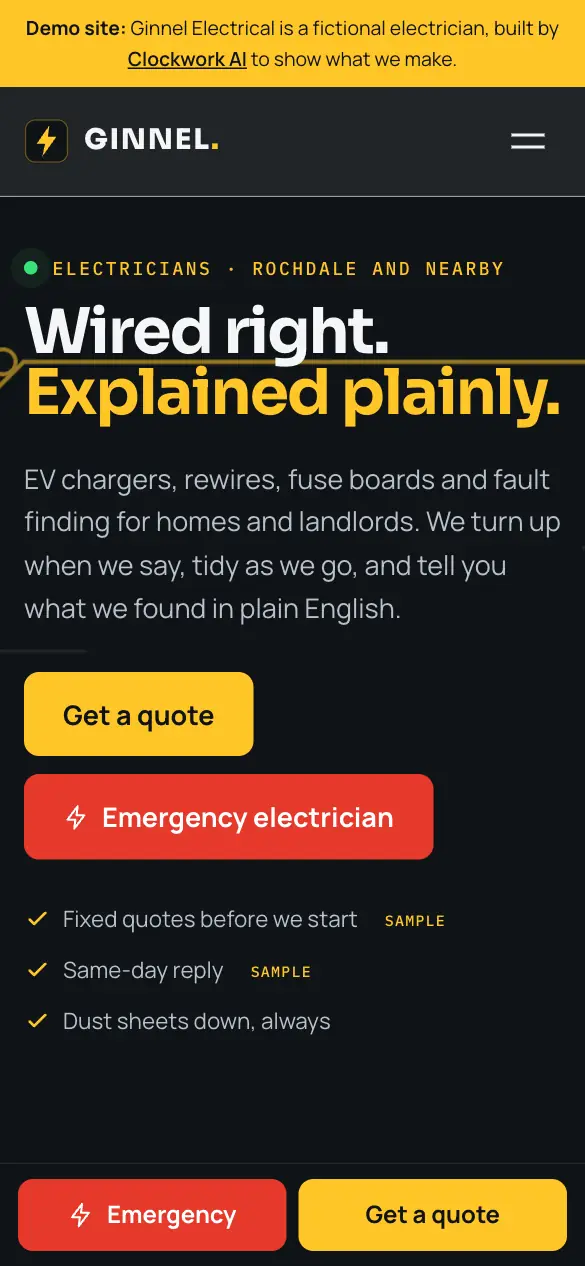 Demo site: Ginnel Electrical is a fictional electrician, built by
Clockwork AI to show what we make.
GINNEL.
ELECTRICIANS · ROCHDALE AND NEARBY
Wired right.
Explained plainly.
EV chargers, rewires, fuse boards and fault
finding for homes and landlords. We turn up
when we say, tidy as we go, and tell you
what we found in plain English.
Get a quote
Emergency electrician
Fixed quotes before we start SAMPLE
Same-day reply SAMPLE
Dust sheets down, always
Emergency
Get a quote